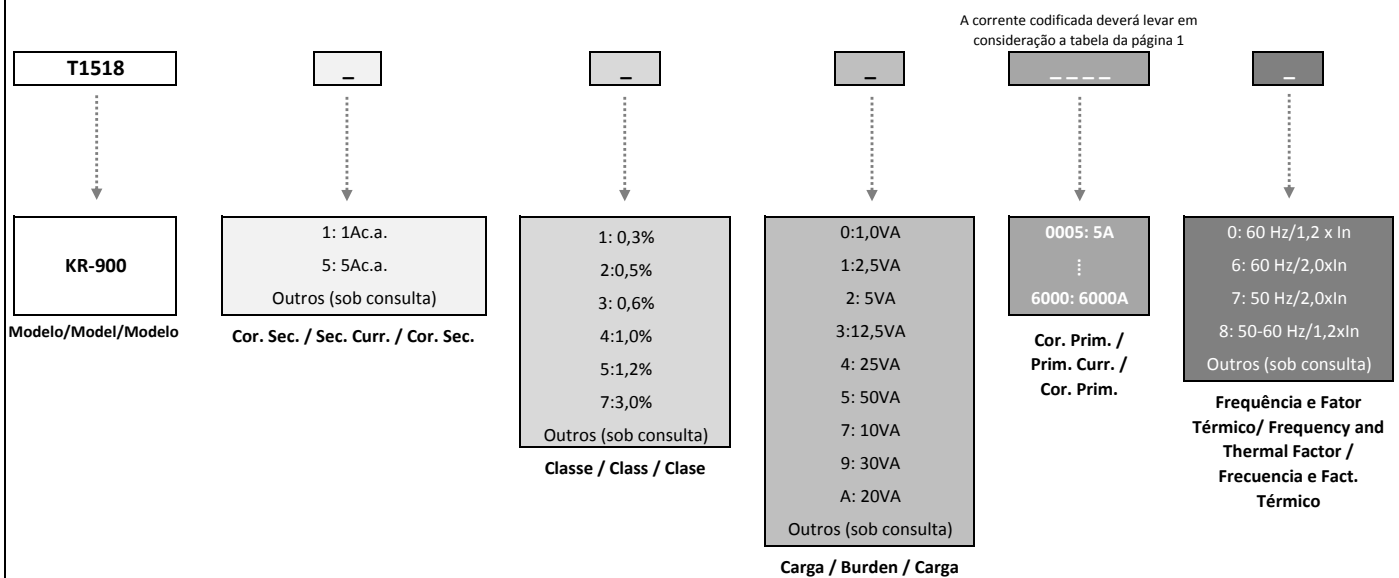 A corrente codificada deverá levar em
consideração a tabela da página 1
T1518
_
_
_
_ _ _ _
_
KR-900
Modelo/Model/Modelo
1: 1Ac.a.
5: 5Ac.a.
Outros (sob consulta)
Cor. Sec. / Sec. Curr. / Cor. Sec.
1: 0,3%
2:0,5%
3: 0,6%
4:1,0%
5:1,2%
7:3,0%
Outros (sob consulta)
Classe / Class / Clase
0:1,0VA
1:2,5VA
2: 5VA
3:12,5VA
4: 25VA
5: 50VA
7: 10VA
9: 30VA
A: 20VA
Outros (sob consulta)
Carga / Burden / Carga
0005: 5A
⁞
6000: 6000A
Cor. Prim. /
Prim. Curr. /
Cor. Prim.
0: 60 Hz/1,2 x In
6: 60 Hz/2,0xIn
7: 50 Hz/2,0xIn
8: 50-60 Hz/1,2xIn
Outros (sob consulta)
Frequência e Fator
Térmico/ Frequency and
Thermal Factor /
Frecuencia e Fact.
Térmico